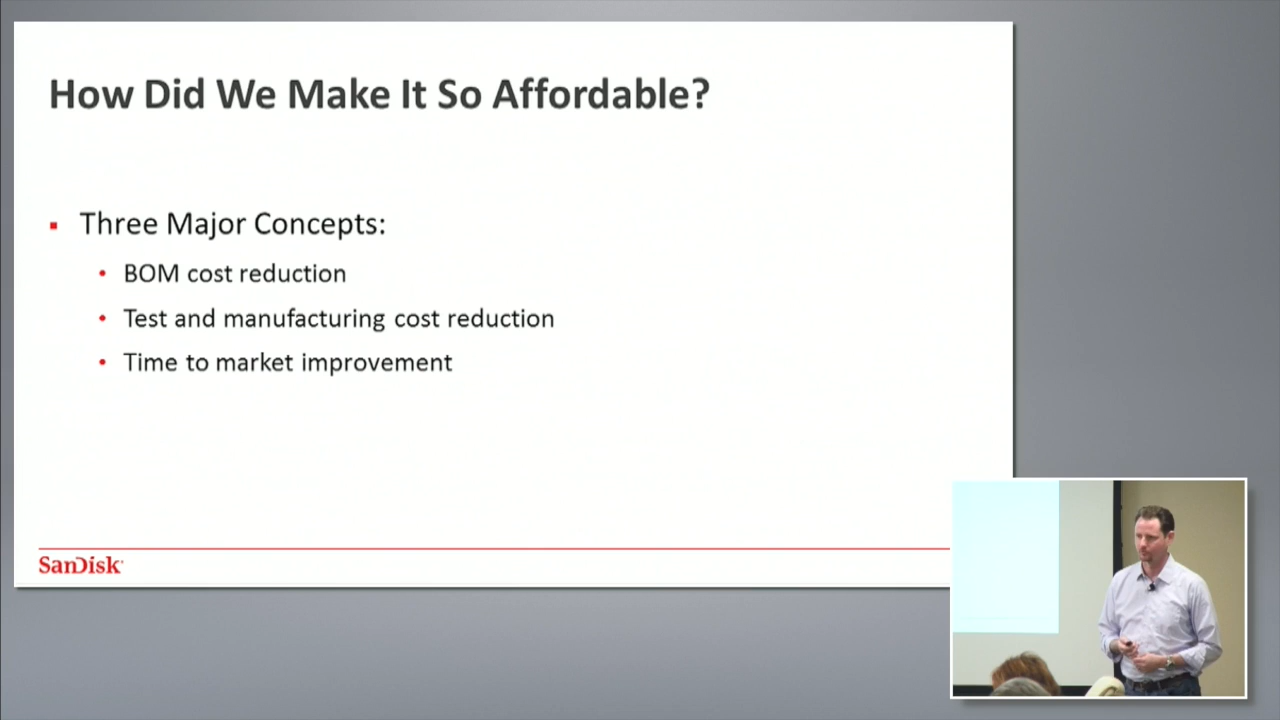 How Did We Make It So Affordable?
Three Major Concepts:
BOM cost reduction
Test and manufacturing cost reduction
Time to market improvement
SanDisk